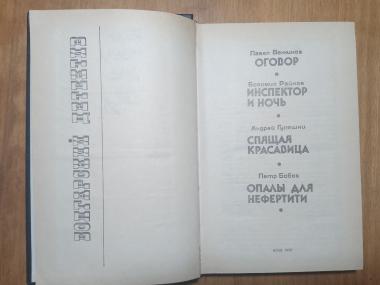 БОЛГАРСКИЙ ДЕТЕКТИВ
Павел Вежинов
ОГОВОР
Богомил Райнов
ИНСПЕКТОР
И НОЧЬ
Андрей Гуляшки
СПЯЩАЯ
КРАСАВИЦА
Петр Бобев
ОПАЛЫ ДЛЯ
НЕФЕРТИТИ